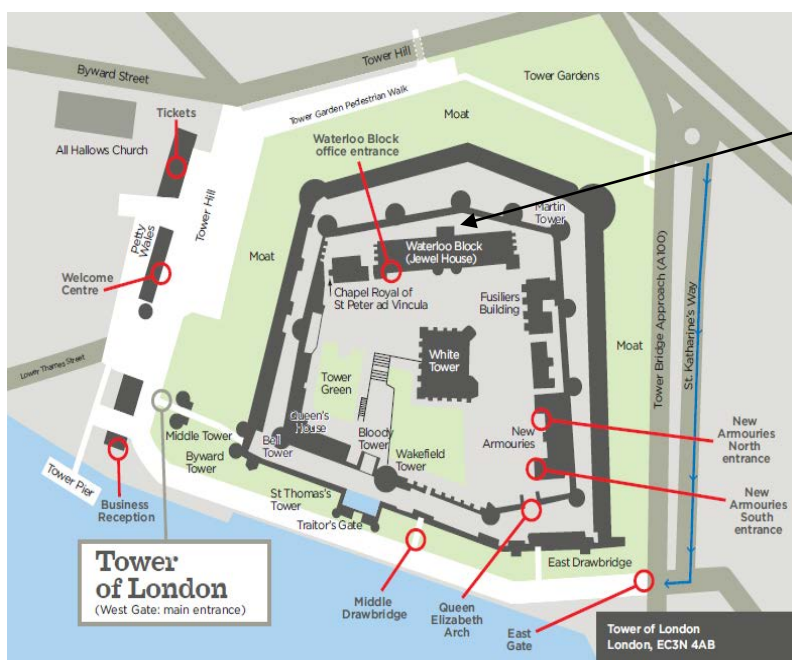 Tower Hill
Byward Street
Tower Gardens
Tower Garden Pedestrian Walk
Moat
Tickets
All Hallows Church
Waterloo Block
office entrance
Martin
Tower
Tower Hill
Petty
Wales
Moat
Waterloo Block
(Jewel House)
Welcome
Centre
Chapel Royal of
St Peter ad Vincula
Fusiliers
Building
Tower Bridge Approach (A100)
St. Katharine's Way
Moat
White
Tower
Lower Thames Street
Tower
Green
Queen's
House
Bloody
Tower
New
Armouries
New
Armouries
North
entrance
Middle Tower
Bell
Tower
Byward
Tower
Wakefield
Tower
Tower Pier
Business
Reception
St Thomas's
Tower
New
Armouries
South
entrance
Traitor's Gate
Tower
of London
(West Gate: main entrance)
East Drawbridge
Middle
Drawbridge
Queen
Elizabeth
Arch
East
Gate
Tower of London
London, EC3N 4AB